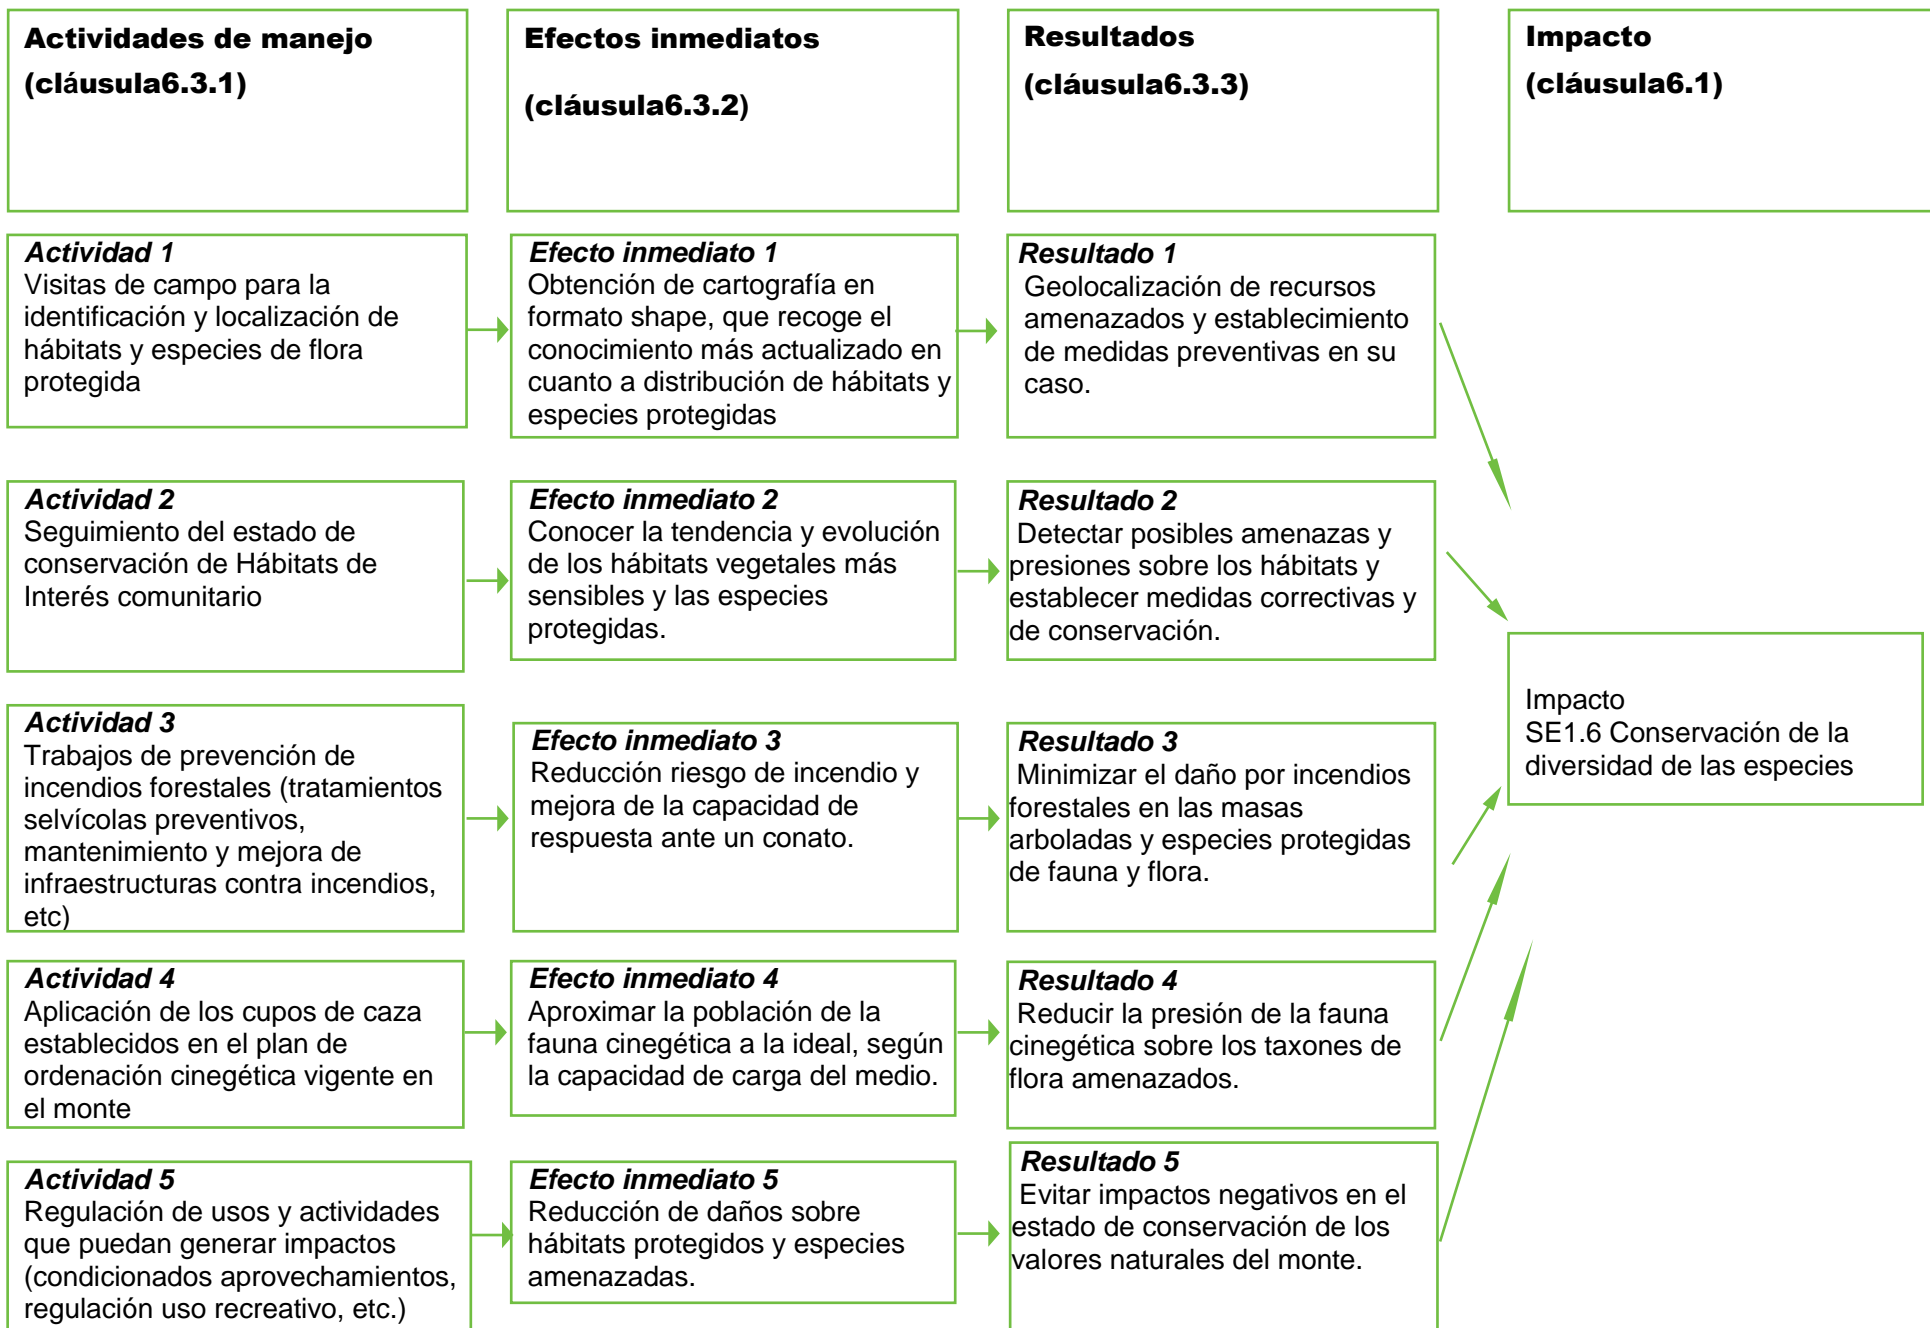 Actividades de manejo
(cláusula6.3.1)
Efectos inmediatos
(cláusula6.3.2)
Resultados
(cláusula6.3.3)
Impacto
(cláusula6.1)
Actividad 1
Visitas de campo para la
identificación y localización de
hábitats y especies de flora
protegida
Efecto inmediato 1
Obtención de cartografía en
formato shape, que recoge el
conocimiento más actualizado en
cuanto a distribución de hábitats y
especies protegidas
Resultado 1
Geolocalización de recursos
amenazados y establecimiento
de medidas preventivas en su
caso.
Actividad 2
Seguimiento del estado de
conservación de Hábitats de
Interés comunitario
Efecto inmediato 2
Conocer la tendencia y evolución
de los hábitats vegetales más
sensibles y las especies
protegidas.
Resultado 2
Detectar posibles amenazas y
presiones sobre los hábitats y
establecer medidas correctivas y
de conservación.
Actividad 3
Trabajos de prevención de
incendios forestales (tratamientos
selvícolas preventivos,
mantenimiento y mejora de
infraestructuras contra incendios,
etc)
Efecto inmediato 3
Reducción riesgo de incendio y
mejora de la capacidad de
respuesta ante un conato.
Resultado 3
Minimizar el daño por incendios
forestales en las masas
arboladas y especies protegidas
de fauna y flora.
Impacto
SE1.6 Conservación de la
diversidad de las especies
Actividad 4
Aplicación de los cupos de caza
establecidos en el plan de
ordenación cinegética vigente en
el monte
Efecto inmediato 4
Aproximar la población de la
fauna cinegética a la ideal, según
la capacidad de carga del medio.
Resultado 4
Reducir la presión de la fauna
cinegética sobre los taxones de
flora amenazados.
Actividad 5
Regulación de usos y actividades
que puedan generar impactos
(condicionados aprovechamientos,
regulación uso recreativo, etc.)
Efecto inmediato 5
Reducción de daños sobre
hábitats protegidos y especies
amenazadas.
Resultado 5
Evitar impactos negativos en el
estado de conservación de los
valores naturales del monte.